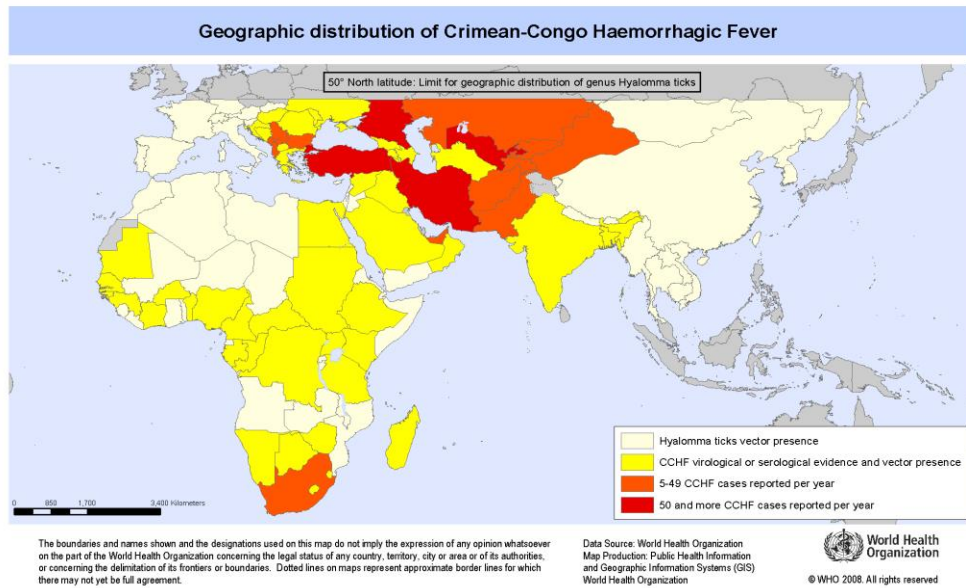 Geographic distribution of Crimean-Congo Haemorrhagic Fever
50° North latitude: Limit for geographic distribution of genus Hyalomma ticks
Hyalomma ticks vector presence
CCHF virological or serological evidence and vector presence
5-49 CCHF cases reported per year
50 and more CCHF cases reported per year
0 850 1,700 3,400 Kilometers
The boundaries and names shown and the designations used on this map do not imply the expression of any opinion whatsoever
on the part of the World Health Organization concerning the legal status of any country, territory, city or area or of its authorities,
or concerning the delimitation of its frontiers or boundaries. Dotted lines on maps represent approximate border lines for which
there may not yet be full agreement.
Data Source: World Health Organization
Map Production: Public Health Information
and Geographic Information Systems (GIS)
World Health Organization
World Health
Organization
© WHO 2008. All rights reserved